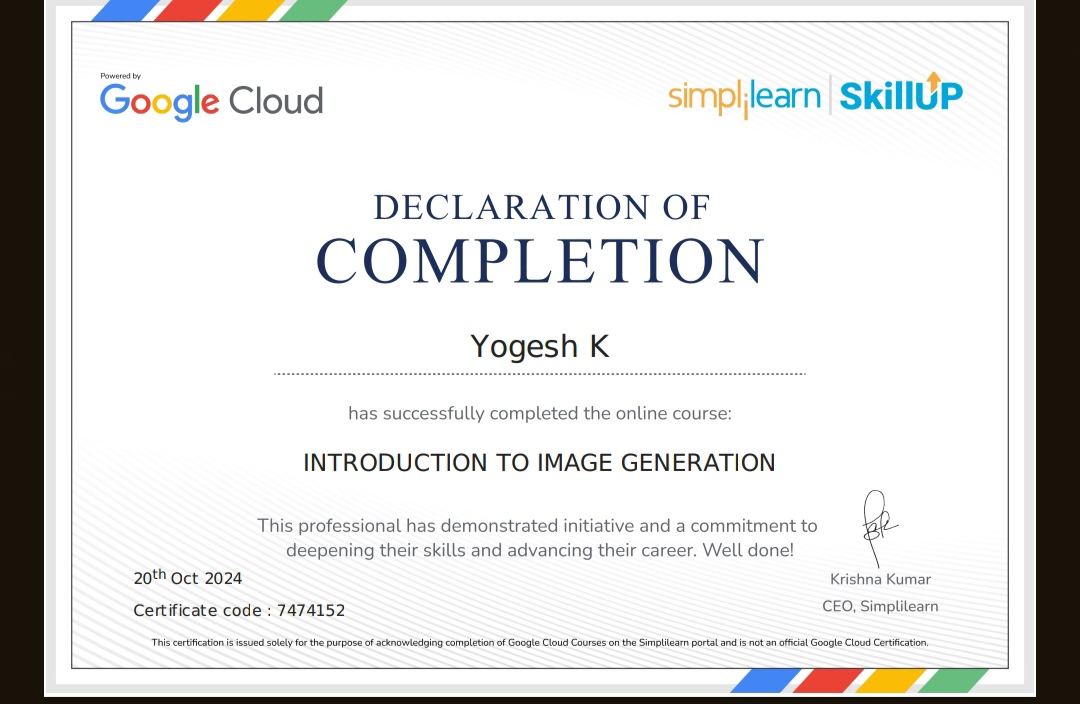 Powered by
Google Cloud
simplilearn | SkillUP
DECLARATION OF
COMPLETION
Yogesh K
has successfully completed the online course:
INTRODUCTION TO IMAGE GENERATION
This professional has demonstrated initiative and a commitment to
deepening their skills and advancing their career. Well done!
20th Oct 2024
Certificate code : 7474152
Krishna Kumar
CEO, Simplilearn
This certification is issued solely for the purpose of acknowledging completion of Google Cloud Courses on the Simplilearn portal and is not an official Google Cloud Certification.